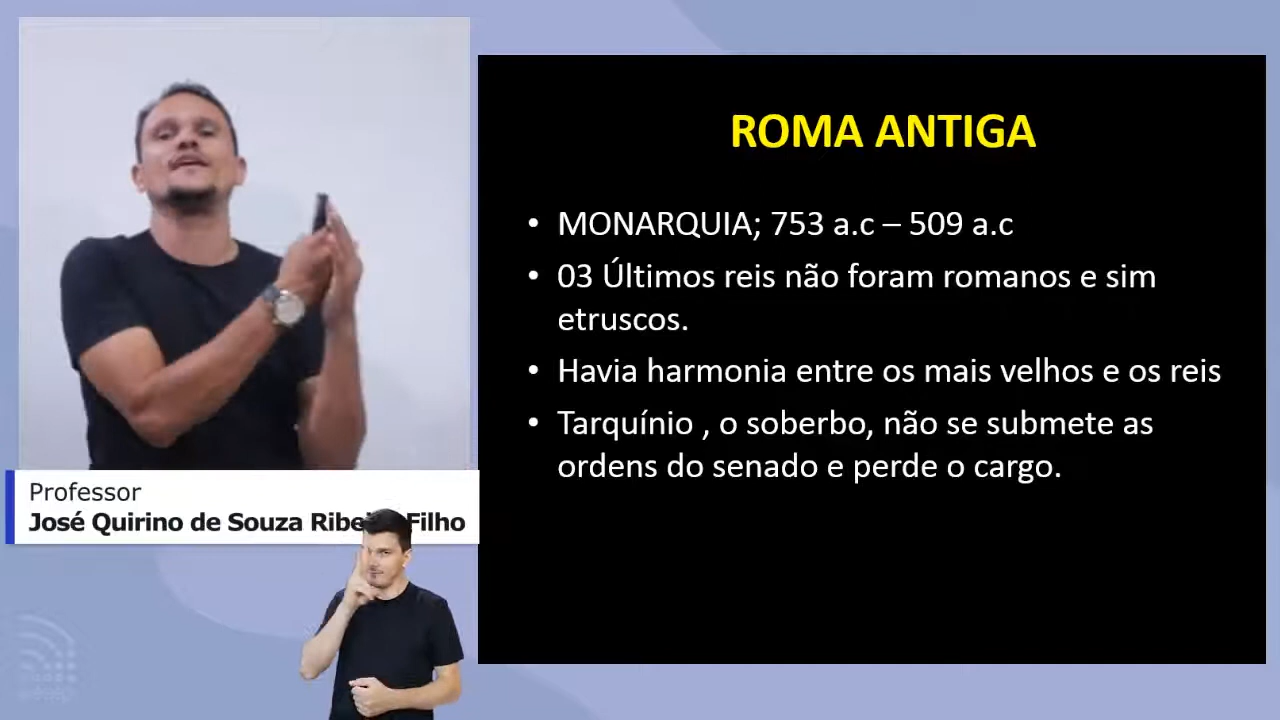 ROMA ANTIGA
• MONARQUIA; 753 a.c – 509 a.c
• 03 Últimos reis não foram romanos e sim
etruscos.
• Havia harmonia entre os mais velhos e os reis
• Tarquínio , o soberbo, não se submete as
ordens do senado e perde o cargo.
Professor
José Quirino de Souza Filho